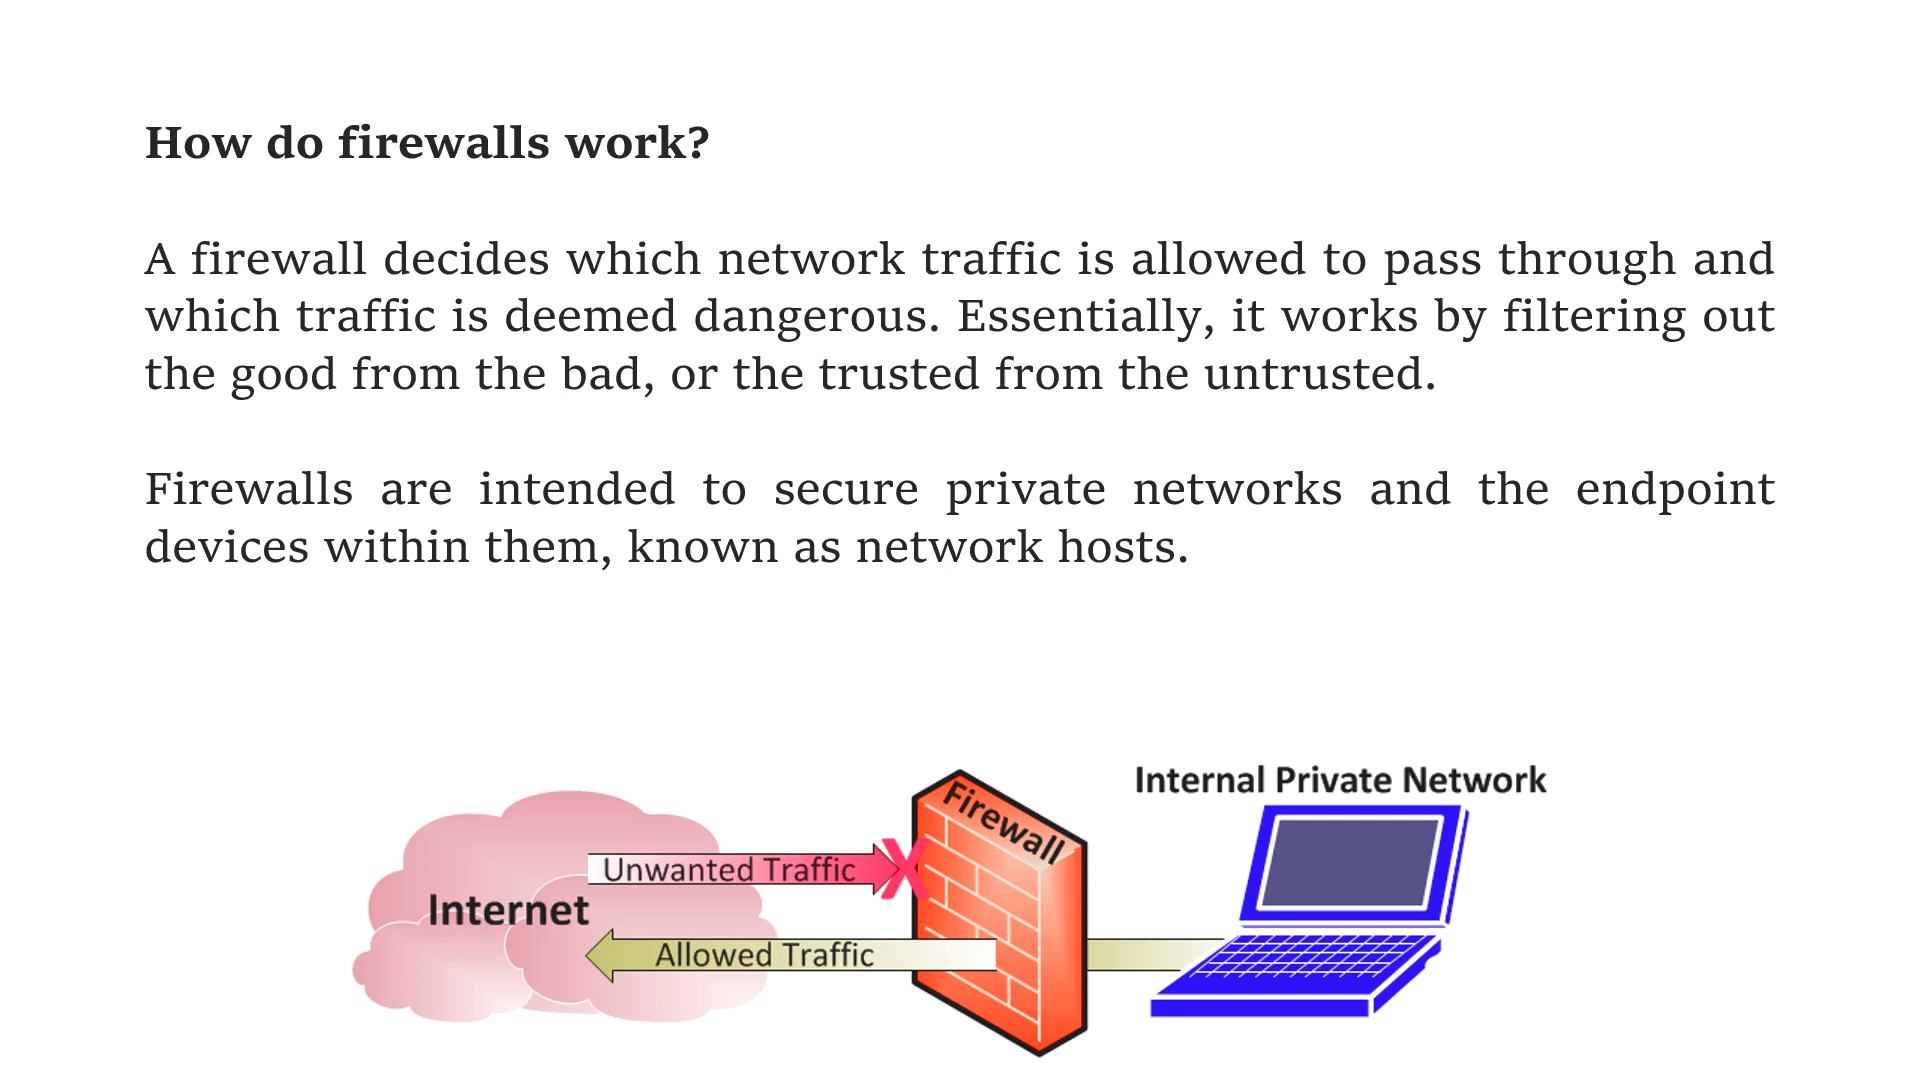 How do firewalls work?
A firewall decides which network traffic is allowed to pass through and
which traffic is deemed dangerous. Essentially, it works by filtering out
the good from the bad, or the trusted from the untrusted.
Firewalls are intended to secure private networks and the endpoint
devices within them, known as network hosts.
Internal Private Network
Firewall
Unwanted Traffic
X
Internet
Allowed Traffic